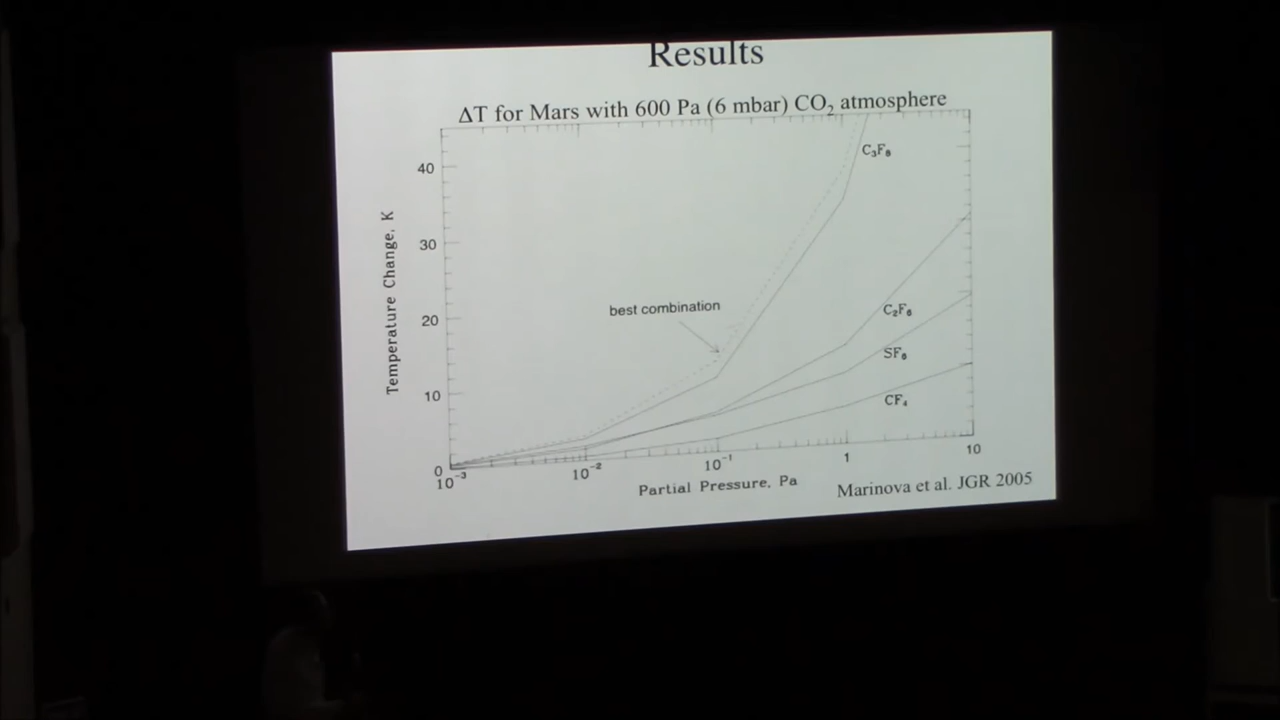 Results
ΔT for Mars with 600 Pa (6 mbar) CO₂ atmosphere
40
30
20
10
0
Temperature Change, K
C₃F₈
best combination
C₂F₆
SF₆
CF₄
10⁻³
10⁻²
10⁻¹
1
10
Partial Pressure, Pa
Marinova et al. JGR 2005